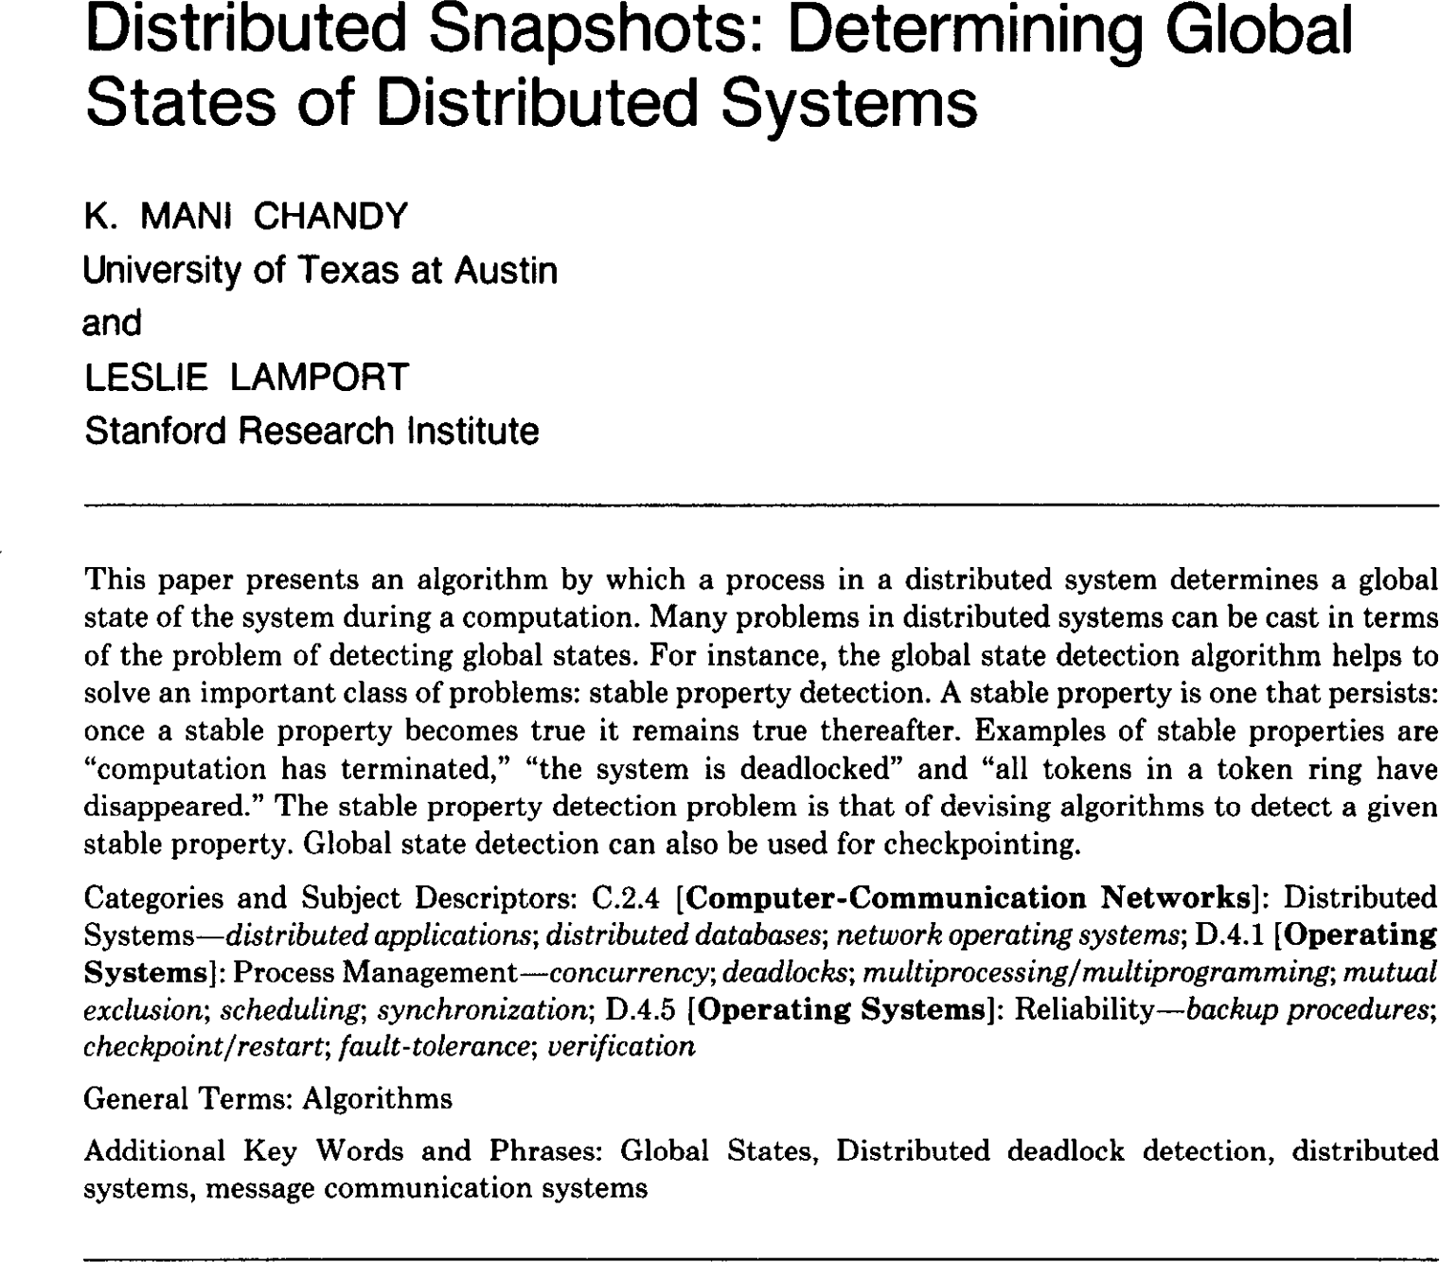 Distributed Snapshots: Determining Global
States of Distributed Systems
K. MANI CHANDY
University of Texas at Austin
and
LESLIE LAMPORT
Stanford Research Institute
This paper presents an algorithm by which a process in a distributed system determines a global
state of the system during a computation. Many problems in distributed systems can be cast in terms
of the problem of detecting global states. For instance, the global state detection algorithm helps to
solve an important class of problems: stable property detection. A stable property is one that persists:
once a stable property becomes true it remains true thereafter. Examples of stable properties are
“computation has terminated,” “the system is deadlocked” and “all tokens in a token ring have
disappeared.” The stable property detection problem is that of devising algorithms to detect a given
stable property. Global state detection can also be used for checkpointing.
Categories and Subject Descriptors: C.2.4 [Computer-Communication Networks]: Distributed
Systems—distributed applications; distributed databases; network operating systems; D.4.1 [Operating
Systems]: Process Management—concurrency; deadlocks; multiprocessing/multiprogramming; mutual
exclusion; scheduling; synchronization; D.4.5 [Operating Systems]: Reliability—backup procedures;
checkpoint/restart; fault-tolerance; verification
General Terms: Algorithms
Additional Key Words and Phrases: Global States, Distributed deadlock detection, distributed
systems, message communication systems